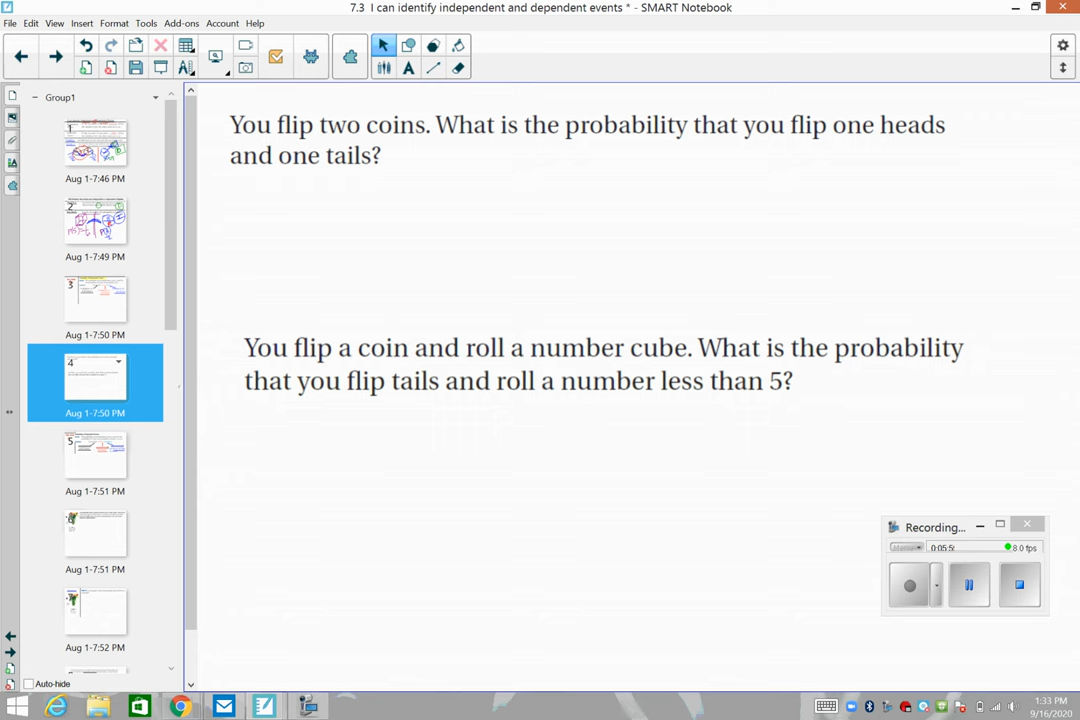 7.3 I can identify independent and dependent events * - SMART Notebook
File Edit View Insert Format Tools Add-ons Account Help
Group1
1
Aug 1-7:46 PM
2
Aug 1-7:49 PM
3
Aug 1-7:50 PM
4
Aug 1-7:50 PM
5
Aug 1-7:51 PM
Aug 1-7:51 PM
Aug 1-7:52 PM
Auto-hide
You flip two coins. What is the probability that you flip one heads
and one tails?
You flip a coin and roll a number cube. What is the probability
that you flip tails and roll a number less than 5?
Recording...
8.0 fps
1:33 PM
9/16/2020